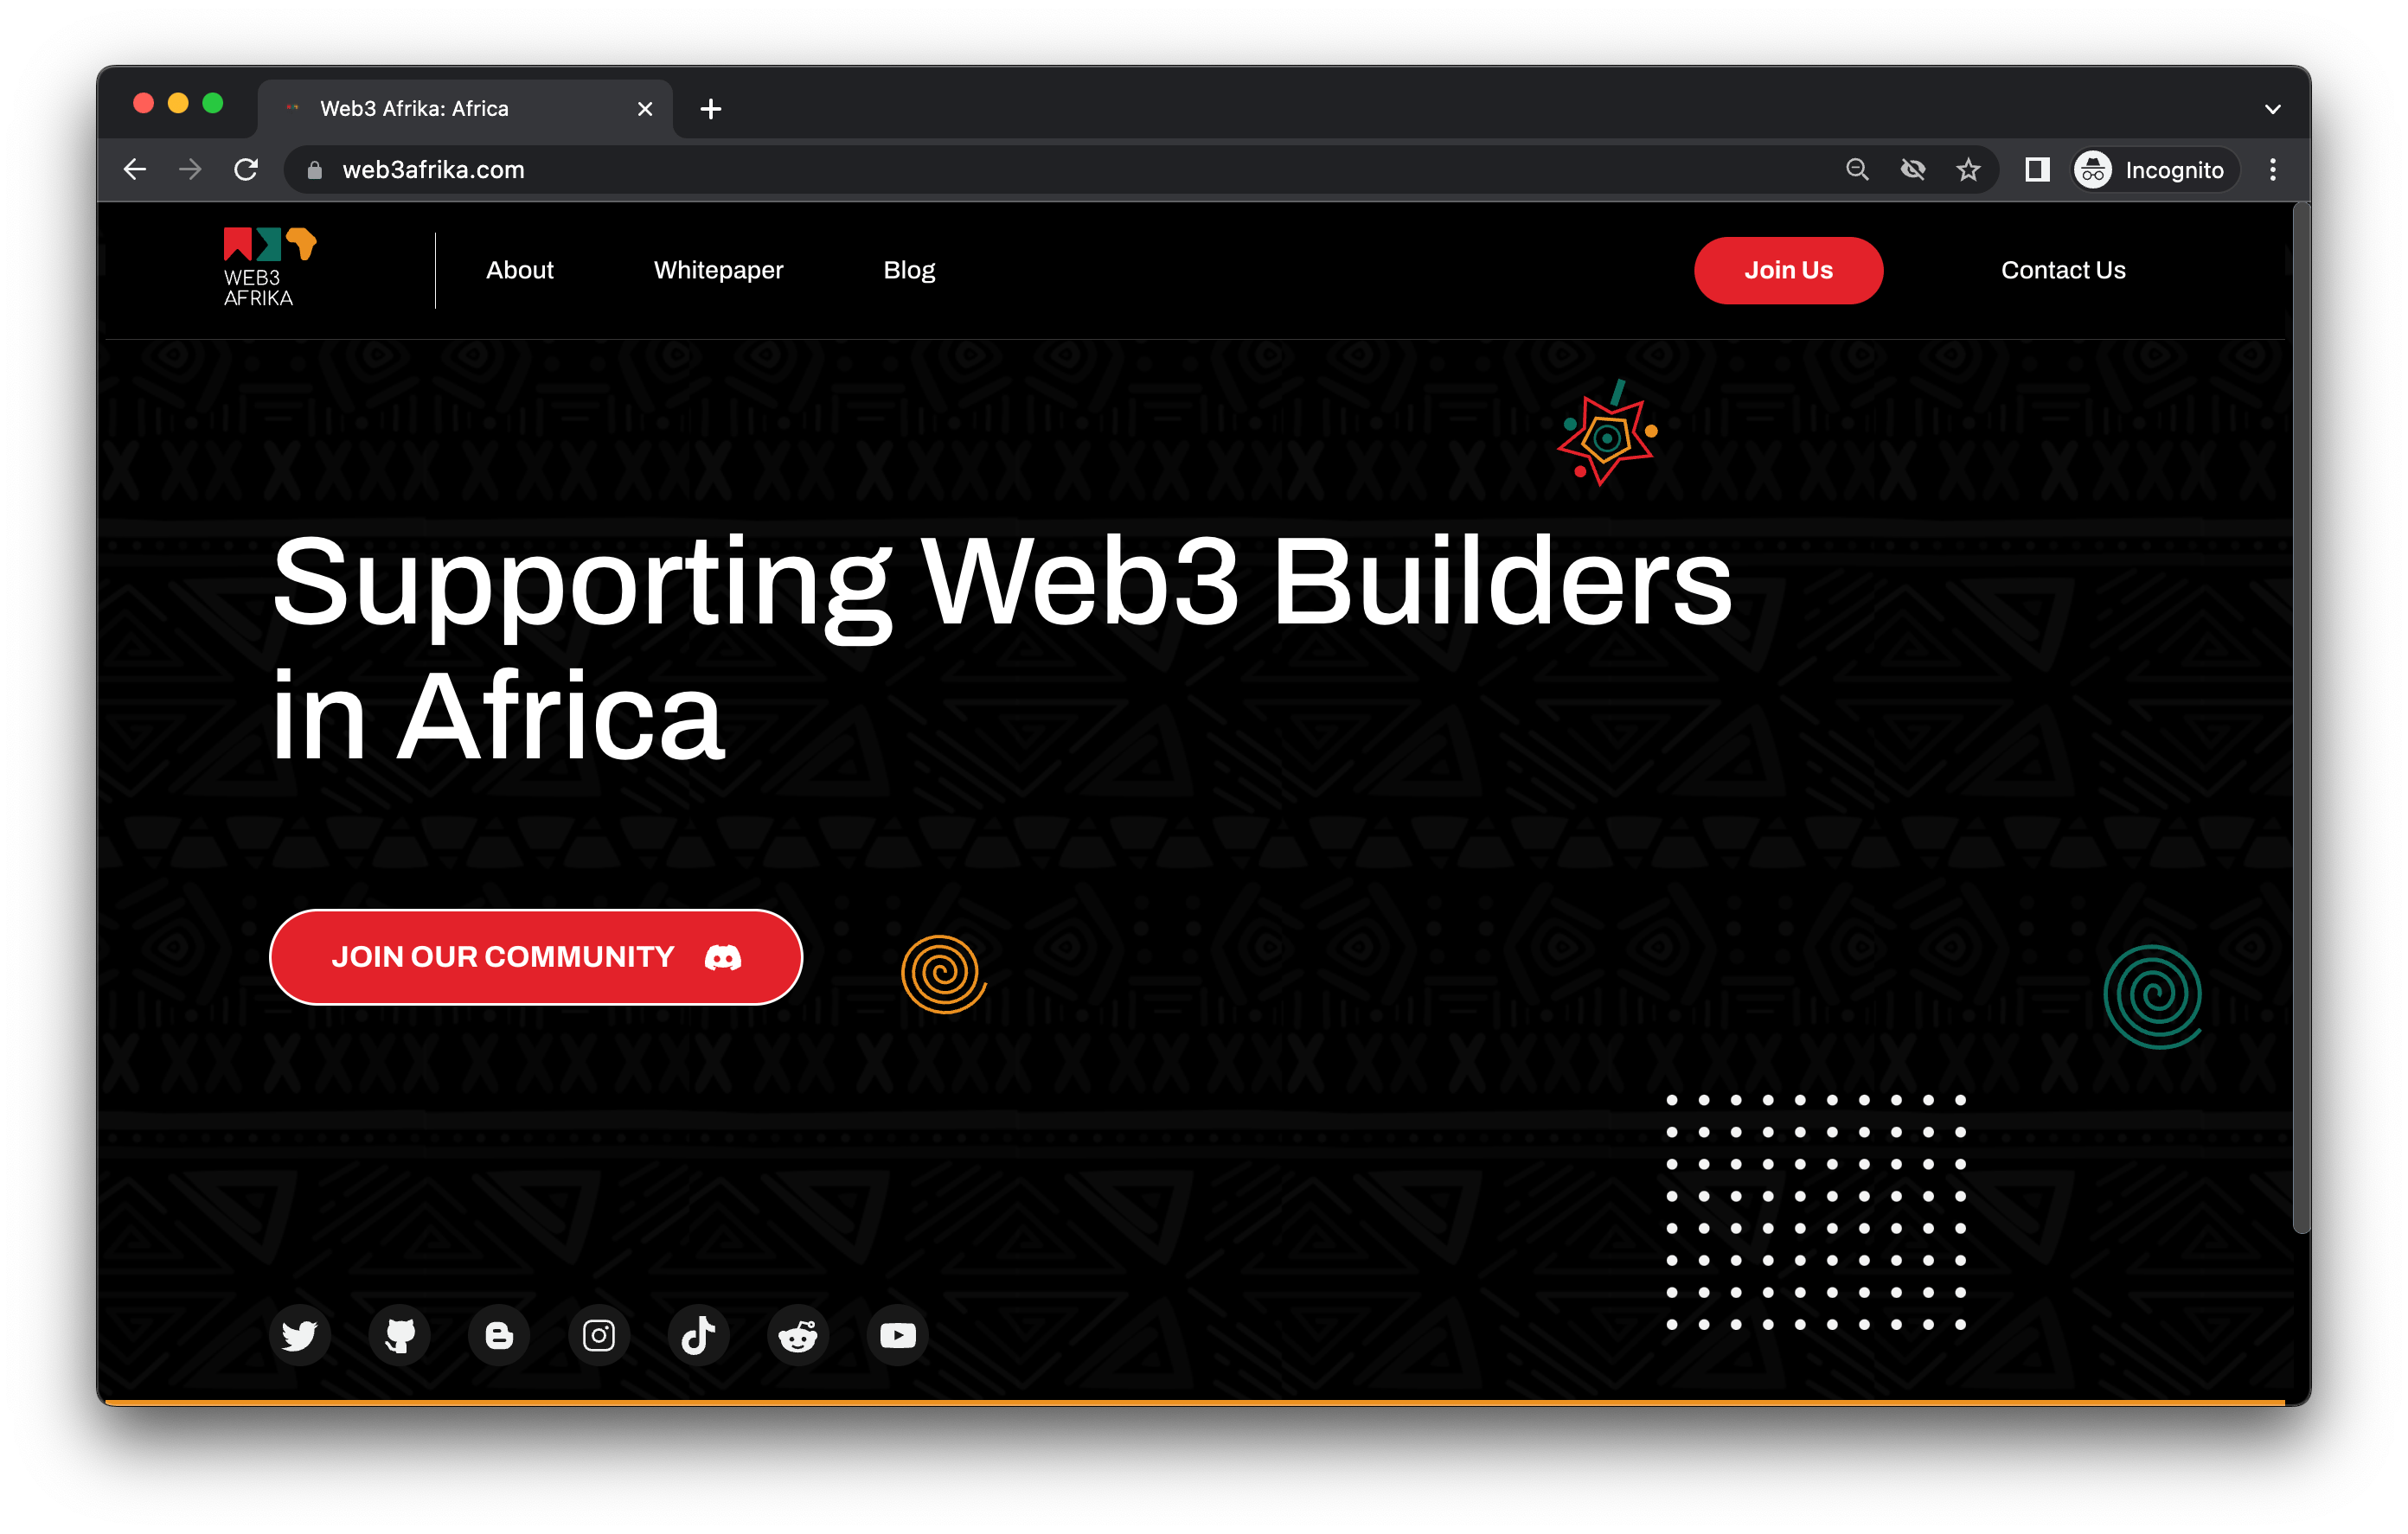 Web3 Afrika: Africa
web3afrika.com
Incognito
WEB3
AFRIKA
About
Whitepaper
Blog
Join Us
Contact Us
Supporting Web3 Builders
in Africa
JOIN OUR COMMUNITY